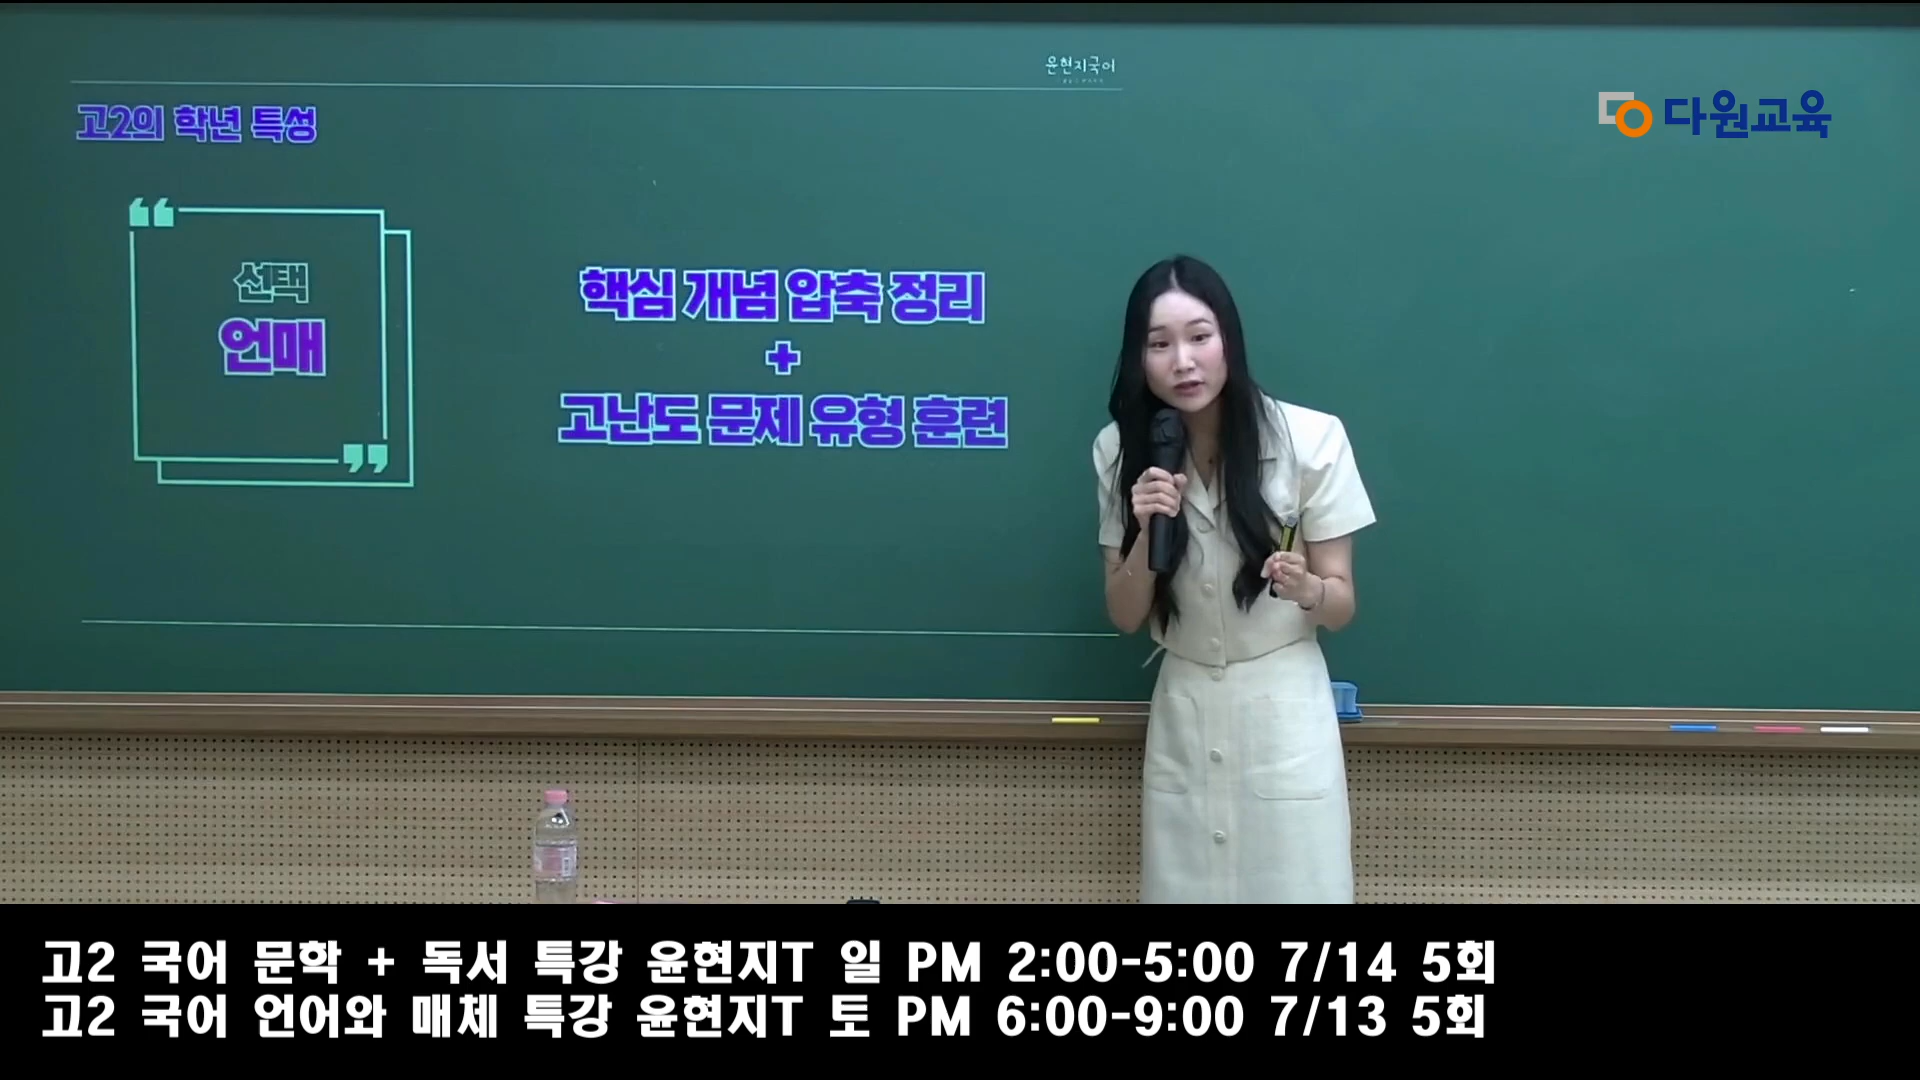 윤현지국어
다원교육
고2의 학년 특성
선택
언매
핵심 개념 압축 정리
+
고난도 문제 유형 훈련
고2 국어 문학 + 독서 특강 윤현지T 일 PM 2:00-5:00 7/14 5회
고2 국어 언어와 매체 특강 윤현지T 토 PM 6:00-9:00 7/13 5회